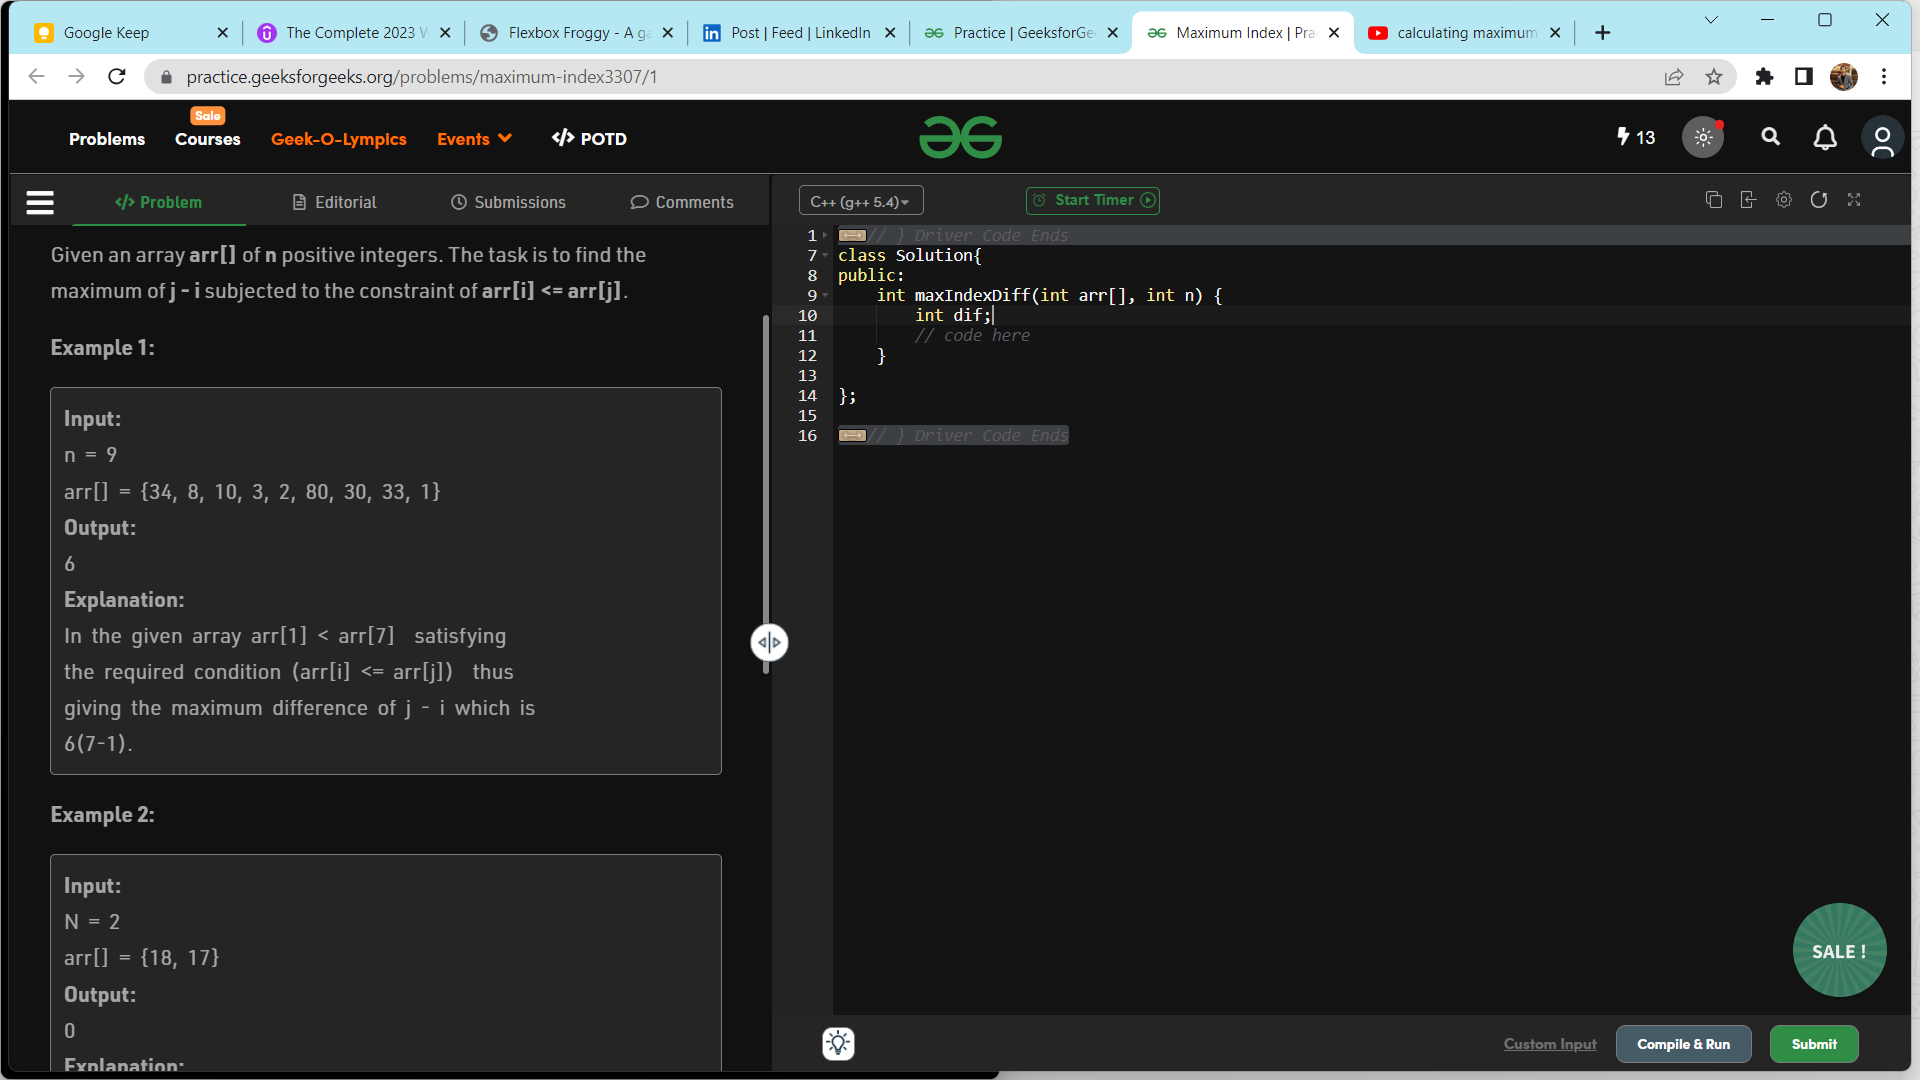 Google Keep
The Complete 2023 W
Flexbox Froggy - A ga
Post | Feed | LinkedIn
Practice | GeeksforGe
Maximum Index | Pra
calculating maximum
practice.geeksforgeeks.org/problems/maximum-index3307/1
Sale
Problems
Courses
Geek-O-Lympics
Events
</> POTD
13
</> Problem
Editorial
Submissions
Comments
C++ (g++ 5.4)
Start Timer
Given an array arr[] of n positive integers. The task is to find the
maximum of j - i subjected to the constraint of arr[i] <= arr[j].
Example 1:
Input:
n = 9
arr[] = {34, 8, 10, 3, 2, 80, 30, 33, 1}
Output:
6
Explanation:
In the given array arr[1] < arr[7] satisfying
the required condition (arr[i] <= arr[j]) thus
giving the maximum difference of j - i which is
6(7-1).
Example 2:
Input:
N = 2
arr[] = {18, 17}
Output:
0
Explanation:
1 // } Driver Code Ends
7 class Solution{
8 public:
9 int maxIndexDiff(int arr[], int n) {
10 int dif;
11 // code here
12 }
13
14 };
15
16 // } Driver Code Ends
SALE !
Custom Input
Compile & Run
Submit